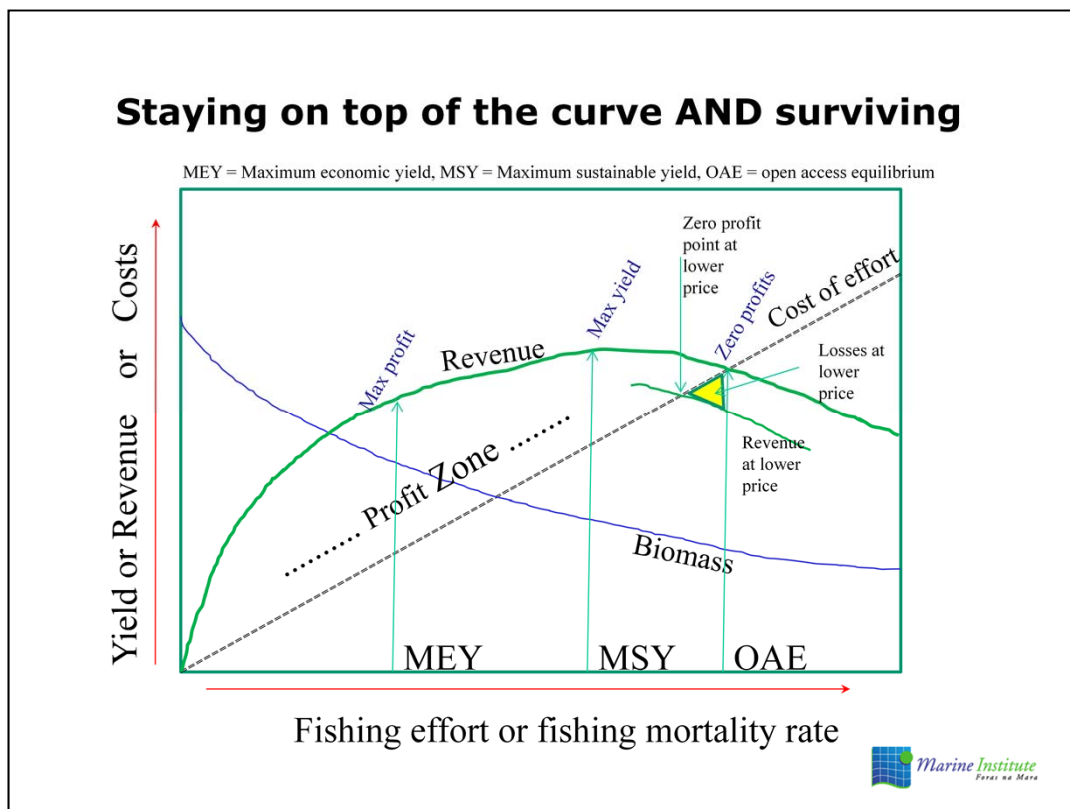 Staying on top of the curve AND surviving
MEY = Maximum economic yield, MSY = Maximum sustainable yield, OAE = open access equilibrium
Yield or Revenue or Costs
Zero profit
point at
lower
price
Max profit
Revenue
Max yield
Zero profits
Cost of effort
Losses at
lower
price
Revenue
at lower
price
......... Profit Zone ........
Biomass
MEY
MSY
OAE
Fishing effort or fishing mortality rate
Marine Institute
Foras na Mara